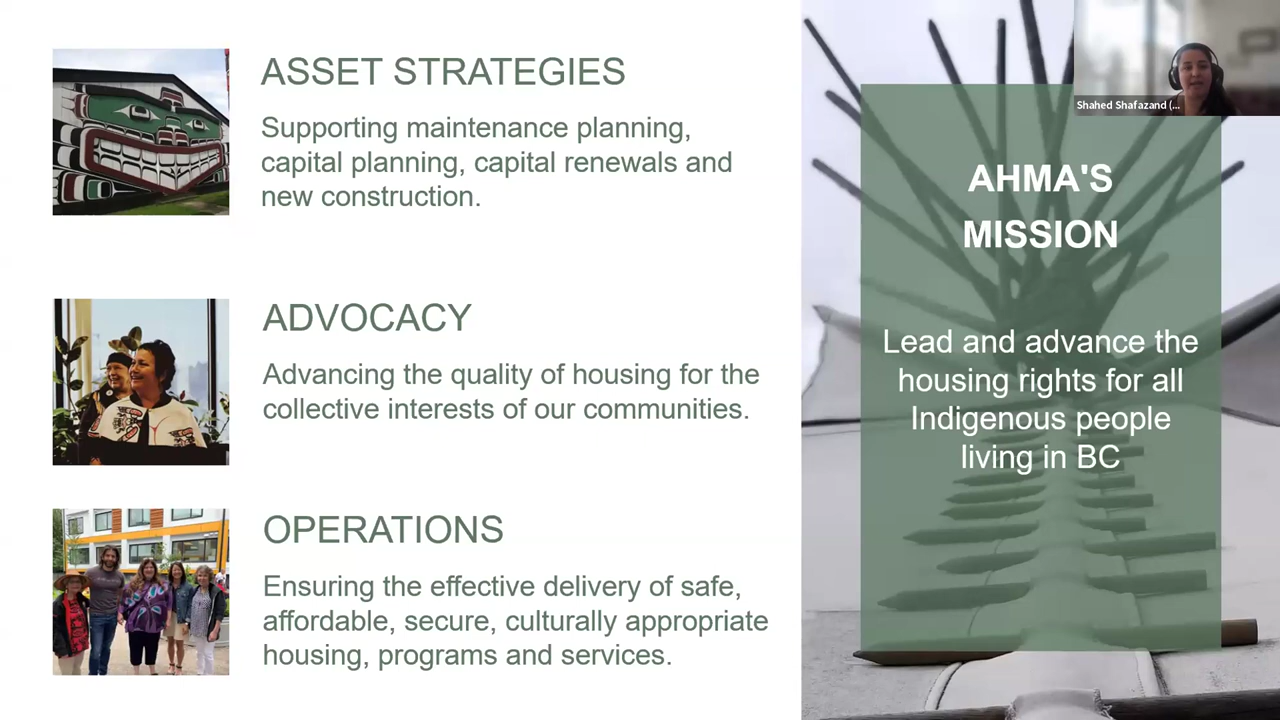 ASSET STRATEGIES
Supporting maintenance planning,
capital planning, capital renewals and
new construction.
ADVOCACY
Advancing the quality of housing for the
collective interests of our communities.
OPERATIONS
Ensuring the effective delivery of safe,
affordable, secure, culturally appropriate
housing, programs and services.
Shahed Shafazand (...
AHMA'S
MISSION
Lead and advance the
housing rights for all
Indigenous people
living in BC